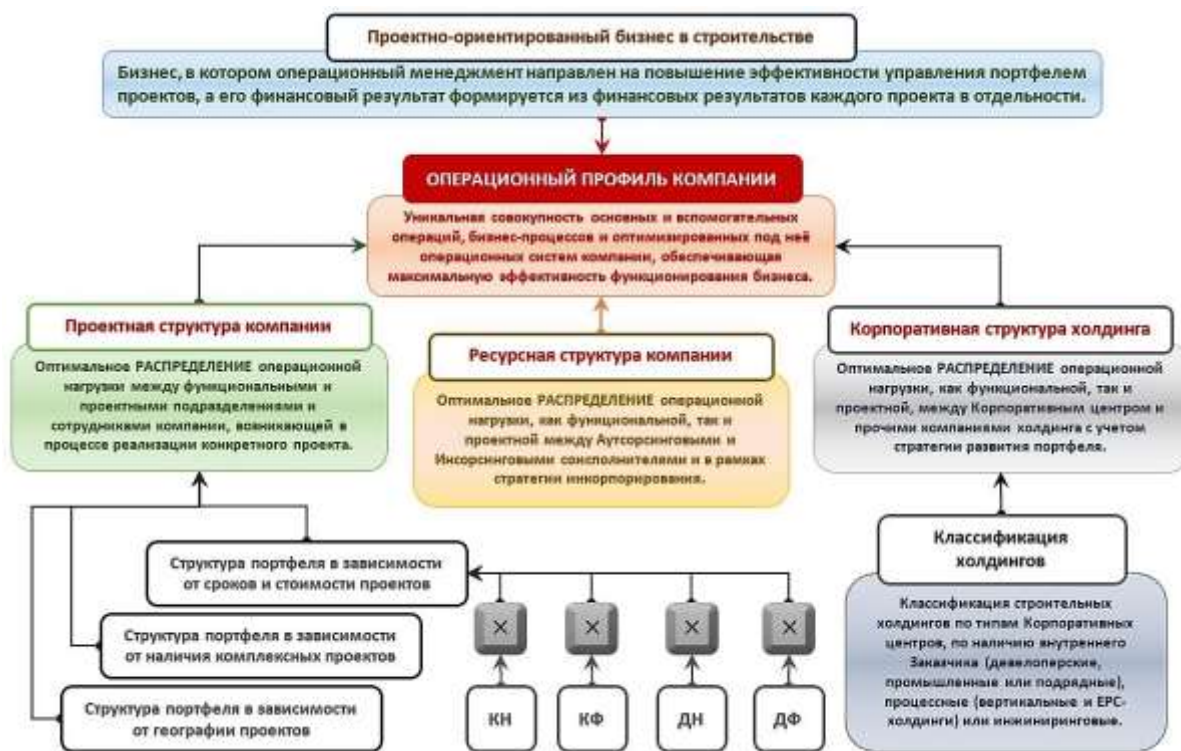 Проектно-ориентированный бизнес в строительстве
Бизнес, в котором операционный менеджмент направлен на повышение эффективности управления портфелем
проектов, а его финансовый результат формируется из финансовых результатов каждого проекта в отдельности.
ОПЕРАЦИОННЫЙ ПРОФИЛЬ КОМПАНИИ
Уникальная совокупность основных и вспомогательных
операций, бизнес-процессов и оптимизированных под неё
операционных систем компании, обеспечивающая
максимальную эффективность функционирования бизнеса.
Проектная структура компании
Оптимальное РАСПРЕДЕЛЕНИЕ операционной
нагрузки между функциональными и
проектными подразделениями и
сотрудниками компании, возникающей в
процессе реализации конкретного проекта.
Ресурсная структура компании
Оптимальное РАСПРЕДЕЛЕНИЕ операционной
нагрузки, как функциональной, так и
проектной между Аутсорсинговыми и
Инсорсинговыми соисполнителями и в рамках
стратегии инкорпорирования.
Корпоративная структура холдинга
Оптимальное РАСПРЕДЕЛЕНИЕ операционной
нагрузки, как функциональной, так и
проектной, между Корпоративным центром и
прочими компаниями холдинга с учетом
стратегии развития портфеля.
Структура портфеля в зависимости
от сроков и стоимости проектов
Структура портфеля в зависимости
от наличия комплексных проектов
Структура портфеля в зависимости
от географии проектов
× × × ×
КН КФ ДН ДФ
Классификация
холдингов
Классификация строительных
холдингов по типам Корпоративных
центров, по наличию внутреннего
Заказчика (девелоперские,
промышленные или подрядные),
процессные (вертикальные и EPC-
холдинги) или инжиниринговые.